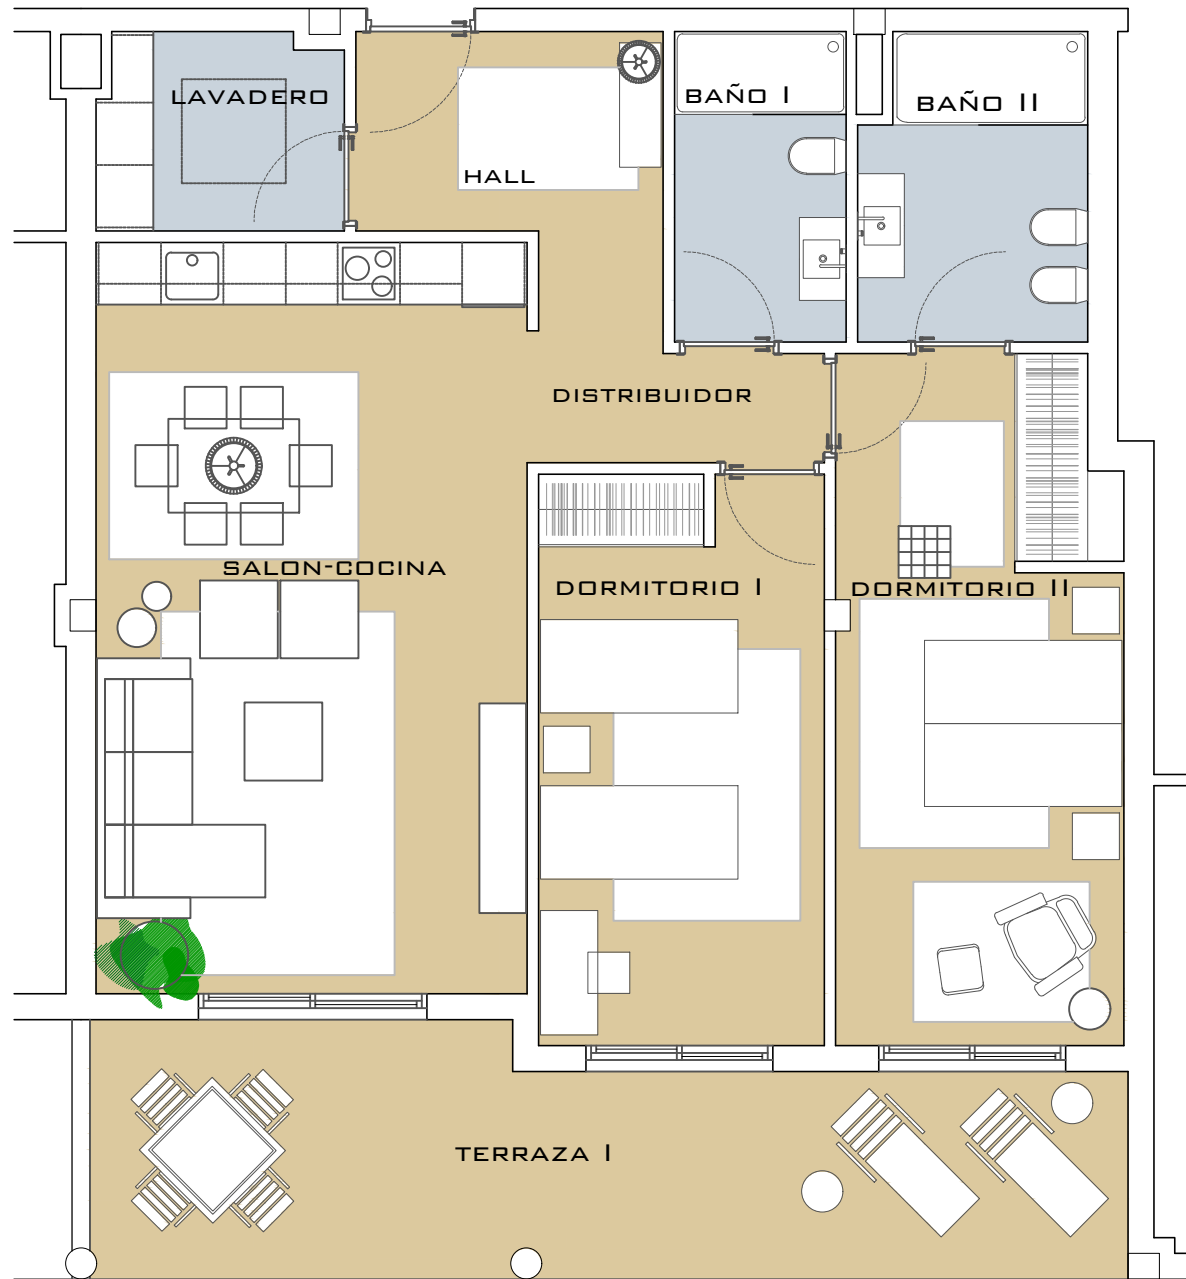 LAVADERO
BAÑO I
BAÑO II
HALL
DISTRIBUIDOR
SALON-COCINA
DORMITORIO I
DORMITORIO II
TERRAZA I